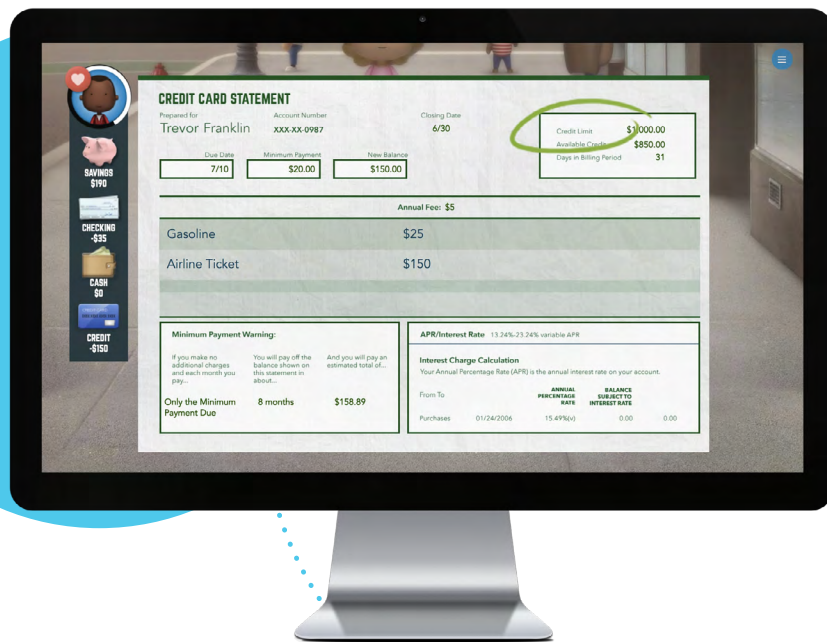 CREDIT CARD STATEMENT
Prepared for
Account Number
Closing Date
Trevor Franklin
XXX-XX-0987
6/30
Due Date
Minimum Payment
New Balance
7/10
$20.00
$150.00
Credit Limit $1000.00
Available Credit $850.00
Days in Billing Period 31
Annual Fee: $5
Gasoline $25
Airline Ticket $150
SAVINGS
$190
CHECKING
-$35
CASH
$0
CREDIT
-$150
Minimum Payment Warning:
If you make no
additional charges
and each month you
pay...
You will pay off the
balance shown on
this statement in
about...
And you will pay an
estimated total of...
Only the Minimum
Payment Due
8 months
$158.89
APR/Interest Rate 13.24%-23.24% variable APR
Interest Charge Calculation
Your Annual Percentage Rate (APR) is the annual interest rate on your account.
From To
ANNUAL
PERCENTAGE
RATE
BALANCE
SUBJECT TO
INTEREST RATE
Purchases 01/24/2006 15.49%(v) 0.00 0.00